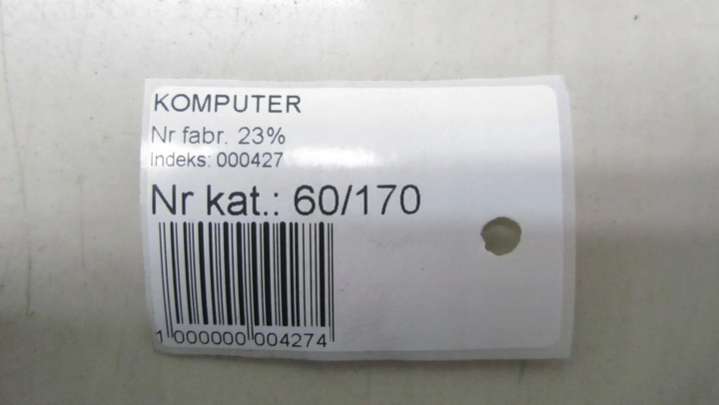 KOMPUTER
Nr fabr. 23%
Indeks: 000427
Nr kat.: 60/170
1 000000 004274